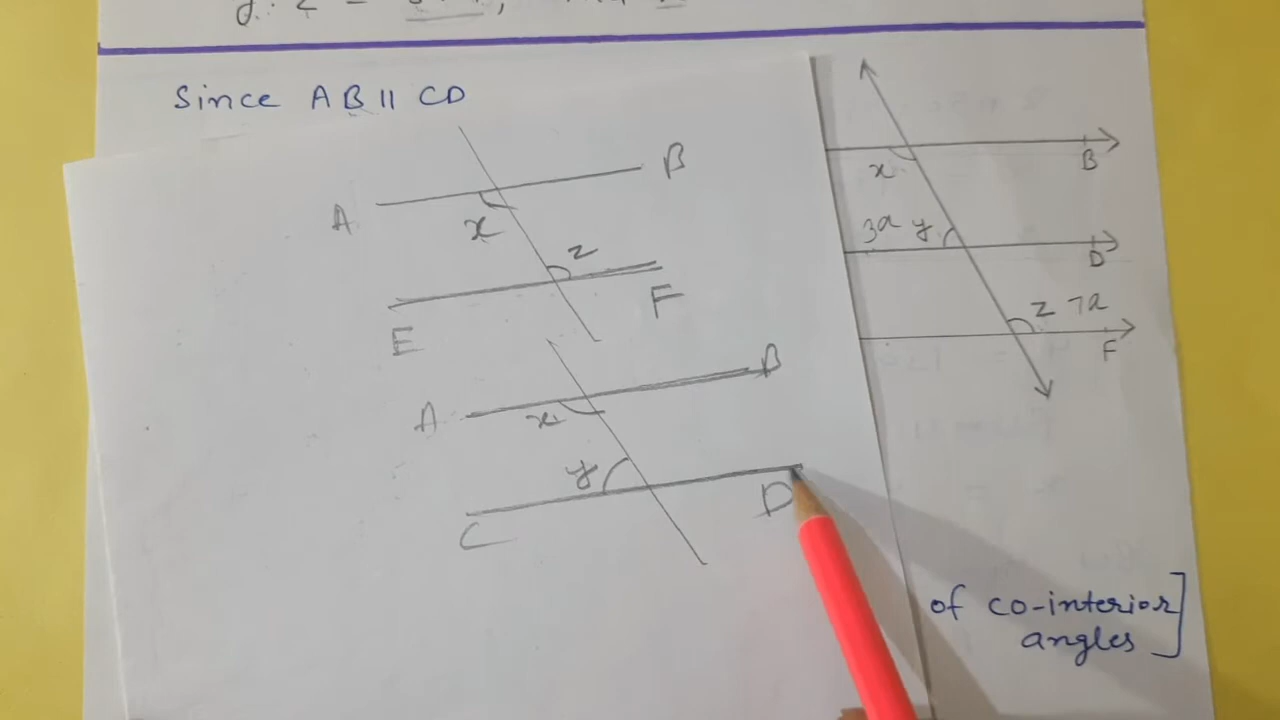 Since AB || CD
A B
x
z
E F
A B
x
y
C D
x B
3a y D
z 7a
F
of co-interior
angles ]